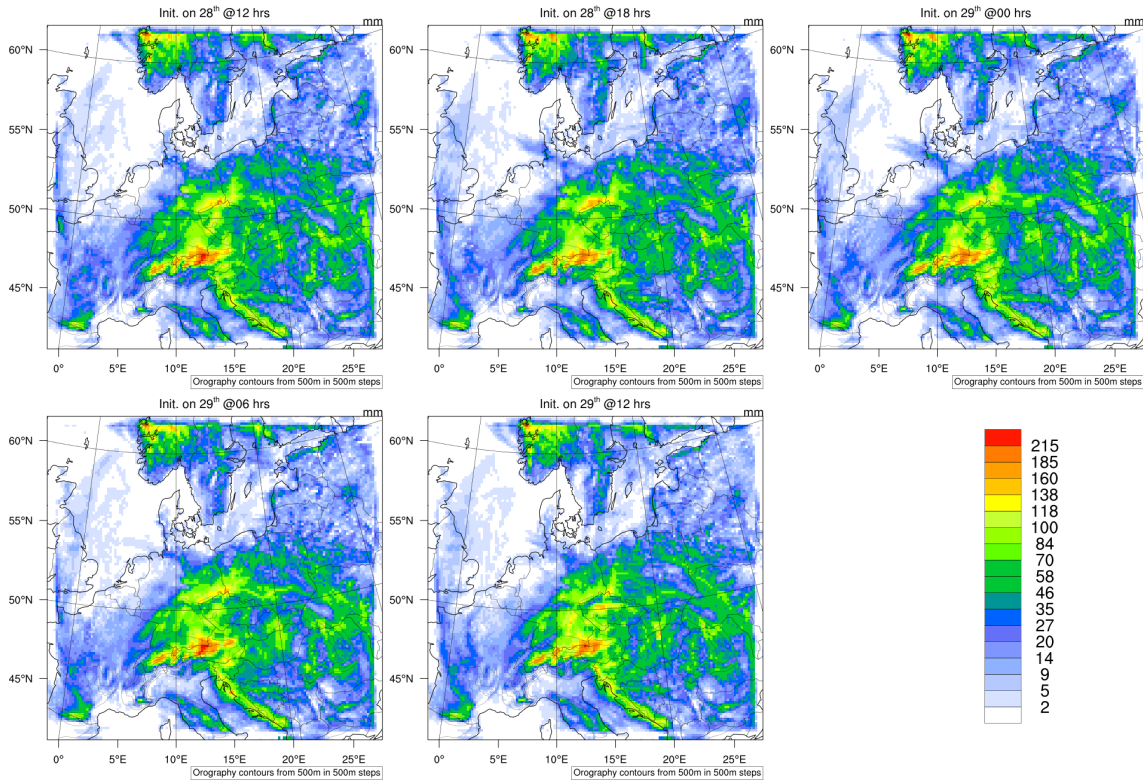 Init. on 28th @12 hrs
mm
60°N
55°N
50°N
45°N
0°
5°E
10°E
15°E
20°E
25°E
Orography contours from 500m in 500m steps
Init. on 28th @18 hrs
mm
60°N
55°N
50°N
45°N
0°
5°E
10°E
15°E
20°E
25°E
Orography contours from 500m in 500m steps
Init. on 29th @00 hrs
mm
60°N
55°N
50°N
45°N
0°
5°E
10°E
15°E
20°E
25°E
Orography contours from 500m in 500m steps
Init. on 29th @06 hrs
mm
60°N
55°N
50°N
45°N
0°
5°E
10°E
15°E
20°E
25°E
Orography contours from 500m in 500m steps
Init. on 29th @12 hrs
mm
60°N
55°N
50°N
45°N
0°
5°E
10°E
15°E
20°E
25°E
Orography contours from 500m in 500m steps
215
185
160
138
118
100
84
70
58
46
35
27
20
14
9
5
2